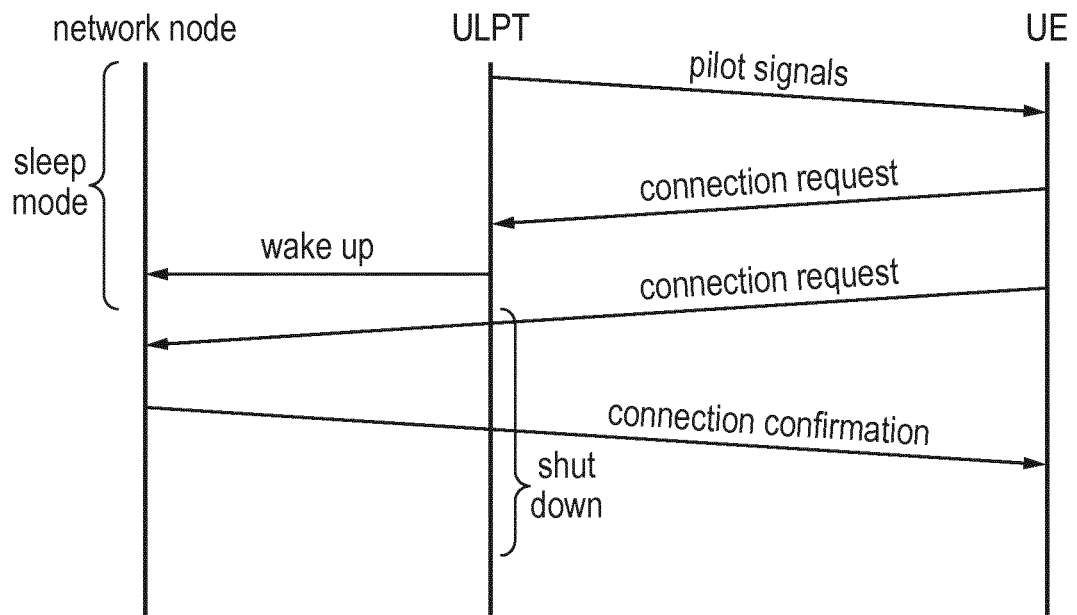 network node
ULPT
UE
pilot signals
sleep
mode
connection request
wake up
connection request
connection confirmation
shut
down